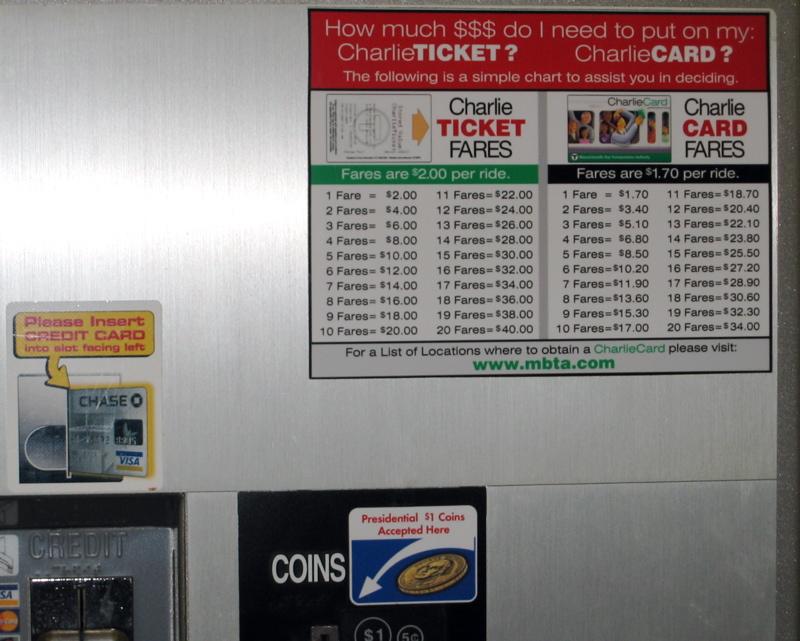 How much $$$ do I need to put on my:
CharlieTICKET? CharlieCARD?
The following is a simple chart to assist you in deciding.
Charlie
TICKET
FARES
CharlieCard
Charlie
CARD
FARES
Fares are $2.00 per ride.
Fares are $1.70 per ride.
1 Fare = $2.00 11 Fares= $22.00
2 Fares= $4.00 12 Fares= $24.00
3 Fares= $6.00 13 Fares= $26.00
4 Fares= $8.00 14 Fares= $28.00
5 Fares= $10.00 15 Fares= $30.00
6 Fares= $12.00 16 Fares= $32.00
7 Fares= $14.00 17 Fares= $34.00
8 Fares= $16.00 18 Fares= $36.00
9 Fares= $18.00 19 Fares= $38.00
10 Fares= $20.00 20 Fares= $40.00
1 Fare = $1.70 11 Fares= $18.70
2 Fares= $3.40 12 Fares= $20.40
3 Fares= $5.10 13 Fares= $22.10
4 Fares= $6.80 14 Fares= $23.80
5 Fares= $8.50 15 Fares= $25.50
6 Fares= $10.20 16 Fares= $27.20
7 Fares= $11.90 17 Fares= $28.90
8 Fares= $13.60 18 Fares= $30.60
9 Fares= $15.30 19 Fares= $32.30
10 Fares= $17.00 20 Fares= $34.00
For a List of Locations where to obtain a CharlieCard please visit:
www.mbta.com
Please Insert
CREDIT CARD
into slot facing left
CHASE
VISA
CREDIT
COINS
Presidential $1 Coins
Accepted Here
$1 5¢